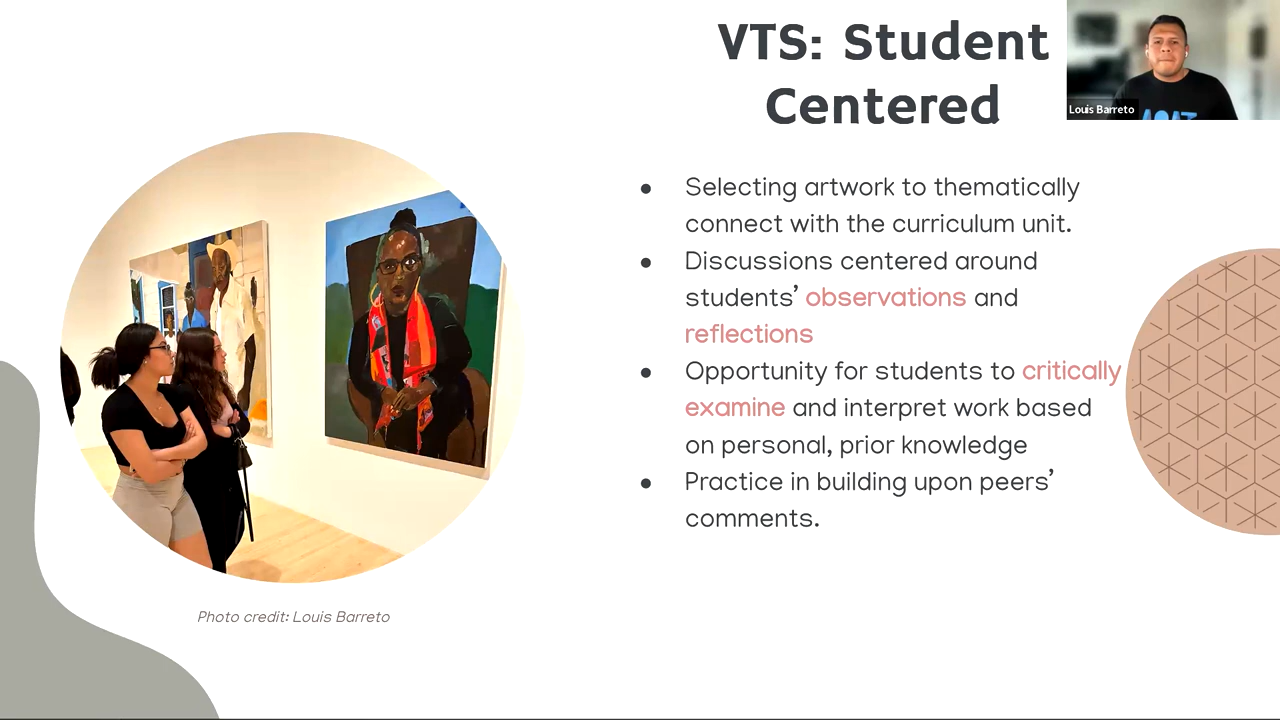 VTS: Student
Centered
Louis Barreto
● Selecting artwork to thematically
connect with the curriculum unit.
● Discussions centered around
students’ observations and
reflections
● Opportunity for students to critically
examine and interpret work based
on personal, prior knowledge
● Practice in building upon peers’
comments.
Photo credit: Louis Barreto